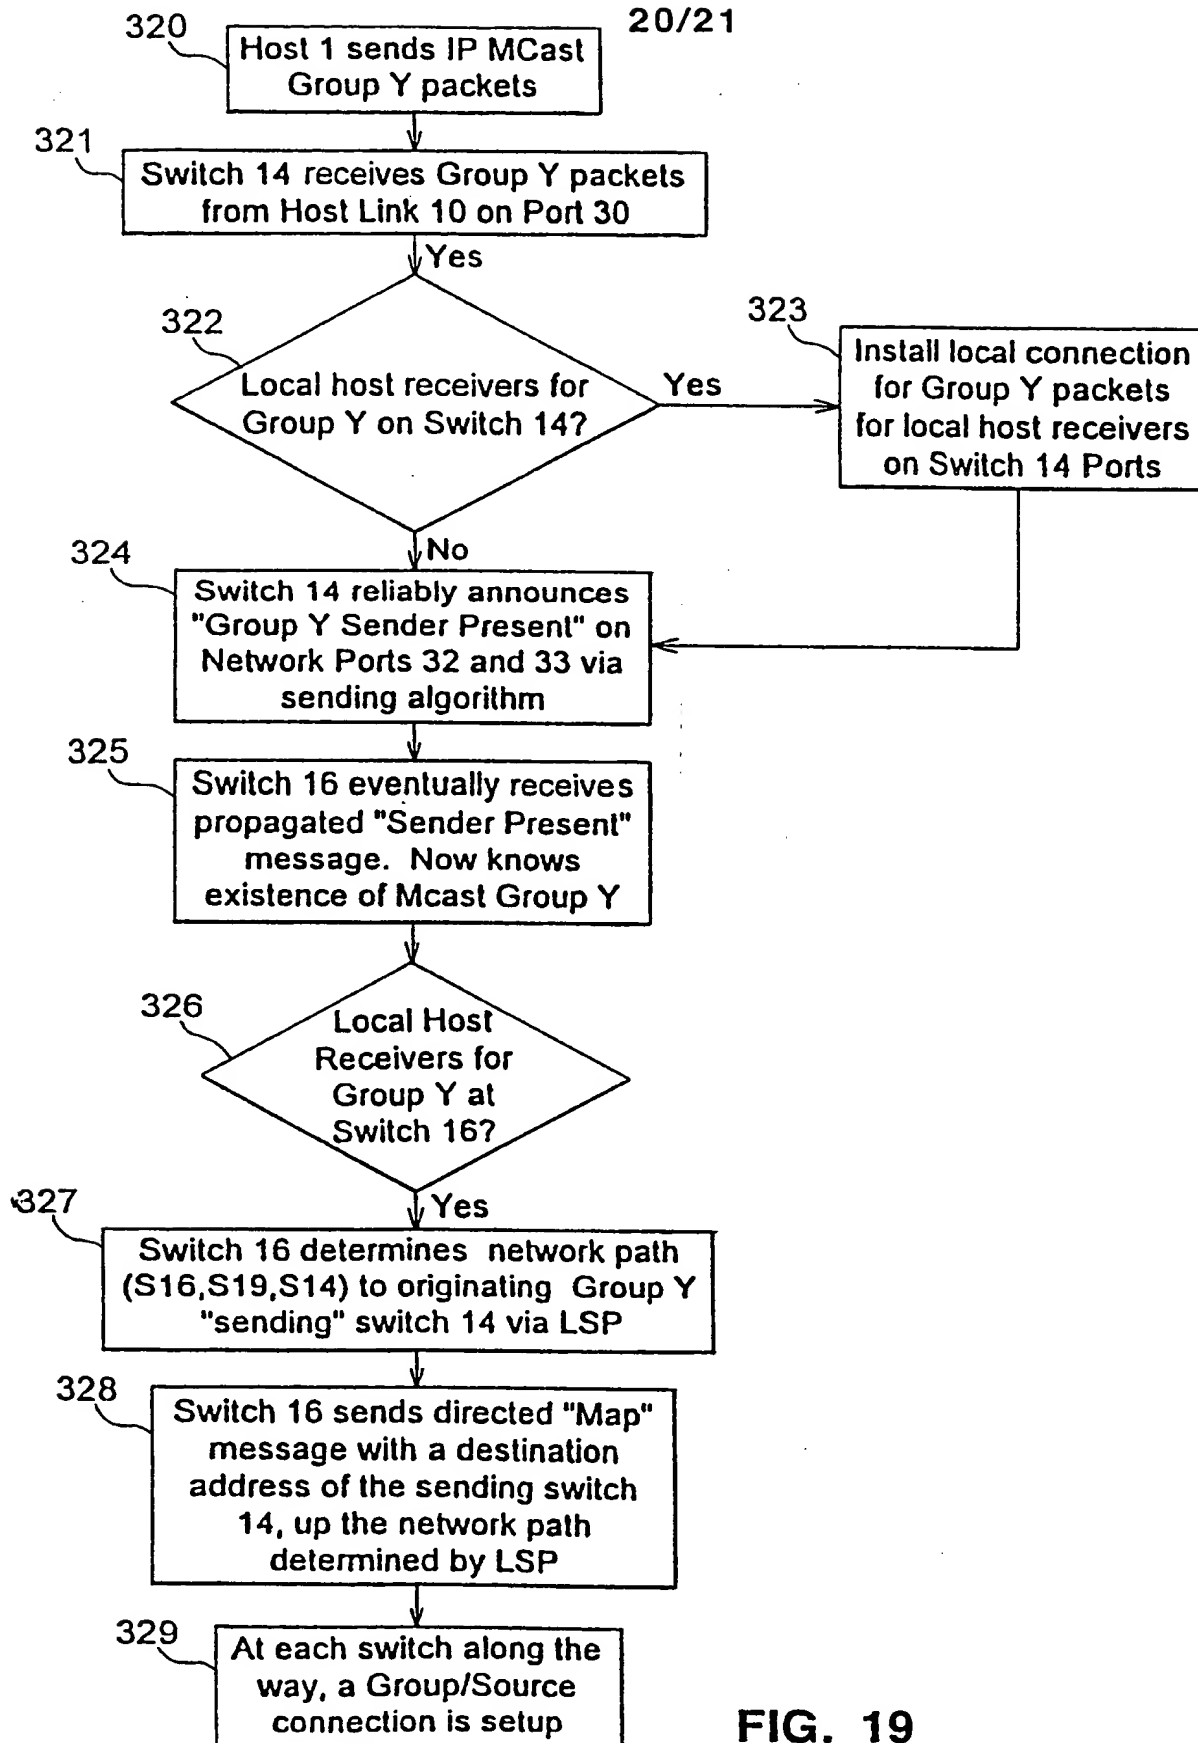 20/21
320
Host 1 sends IP MCast
Group Y packets
321
Switch 14 receives Group Y packets
from Host Link 10 on Port 30
Yes
322
Local host receivers for
Group Y on Switch 14?
Yes
323
Install local connection
for Group Y packets
for local host receivers
on Switch 14 Ports
No
324
Switch 14 reliably announces
"Group Y Sender Present" on
Network Ports 32 and 33 via
sending algorithm
325
Switch 16 eventually receives
propagated "Sender Present"
message. Now knows
existence of Mcast Group Y
326
Local Host
Receivers for
Group Y at
Switch 16?
Yes
327
Switch 16 determines network path
(S16,S19,S14) to originating Group Y
"sending" switch 14 via LSP
328
Switch 16 sends directed "Map"
message with a destination
address of the sending switch
14, up the network path
determined by LSP
329
At each switch along the
way, a Group/Source
connection is setup
FIG. 19